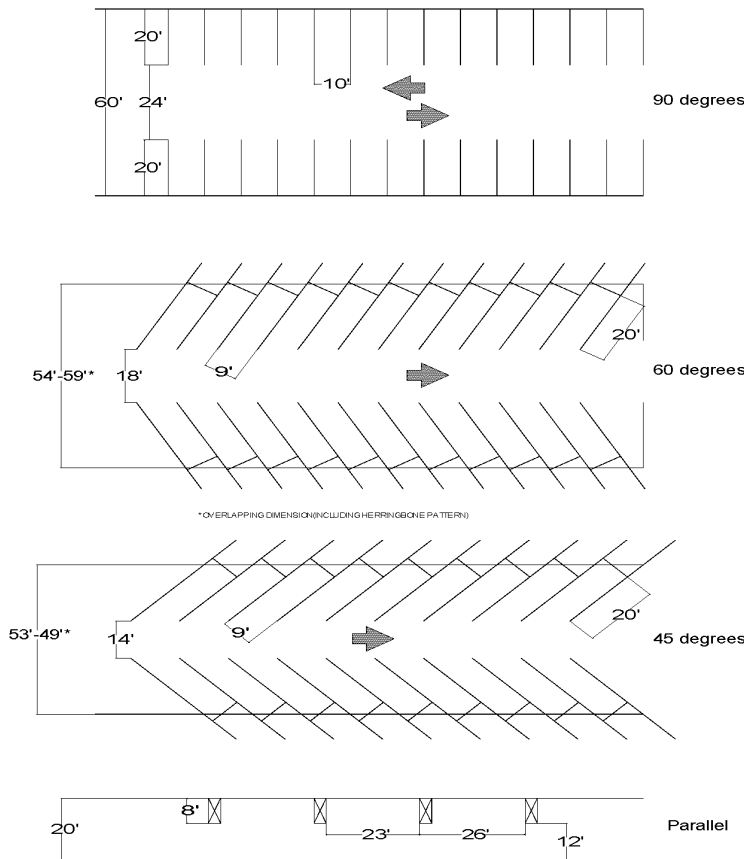 20'
10'
60' 24'
90 degrees
20'
20'
9'
54'-59'* 18'
60 degrees
*OVERLAPPING DIMENSION(INCLUDING HERRINGBONE PATTERN)
20'
9'
53'-49'* 14'
45 degrees
8'
20'
23' 26'
12'
Parallel